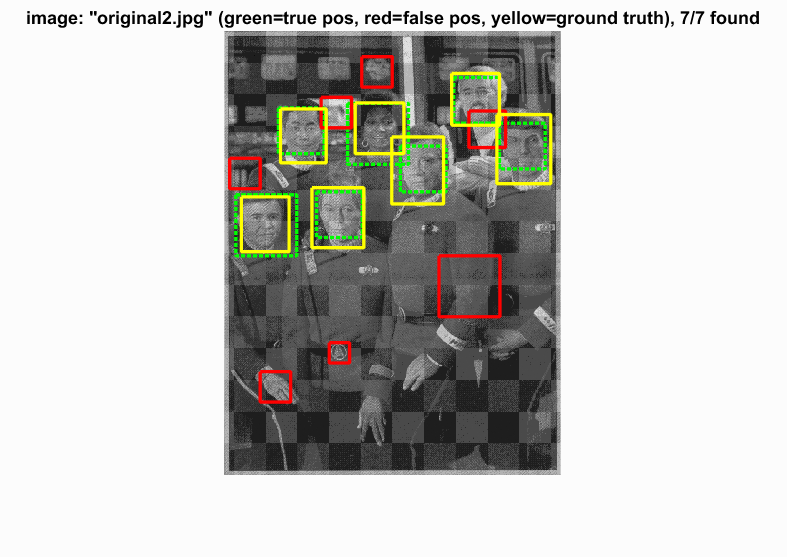 image: "original2.jpg" (green=true pos, red=false pos, yellow=ground truth), 7/7 found